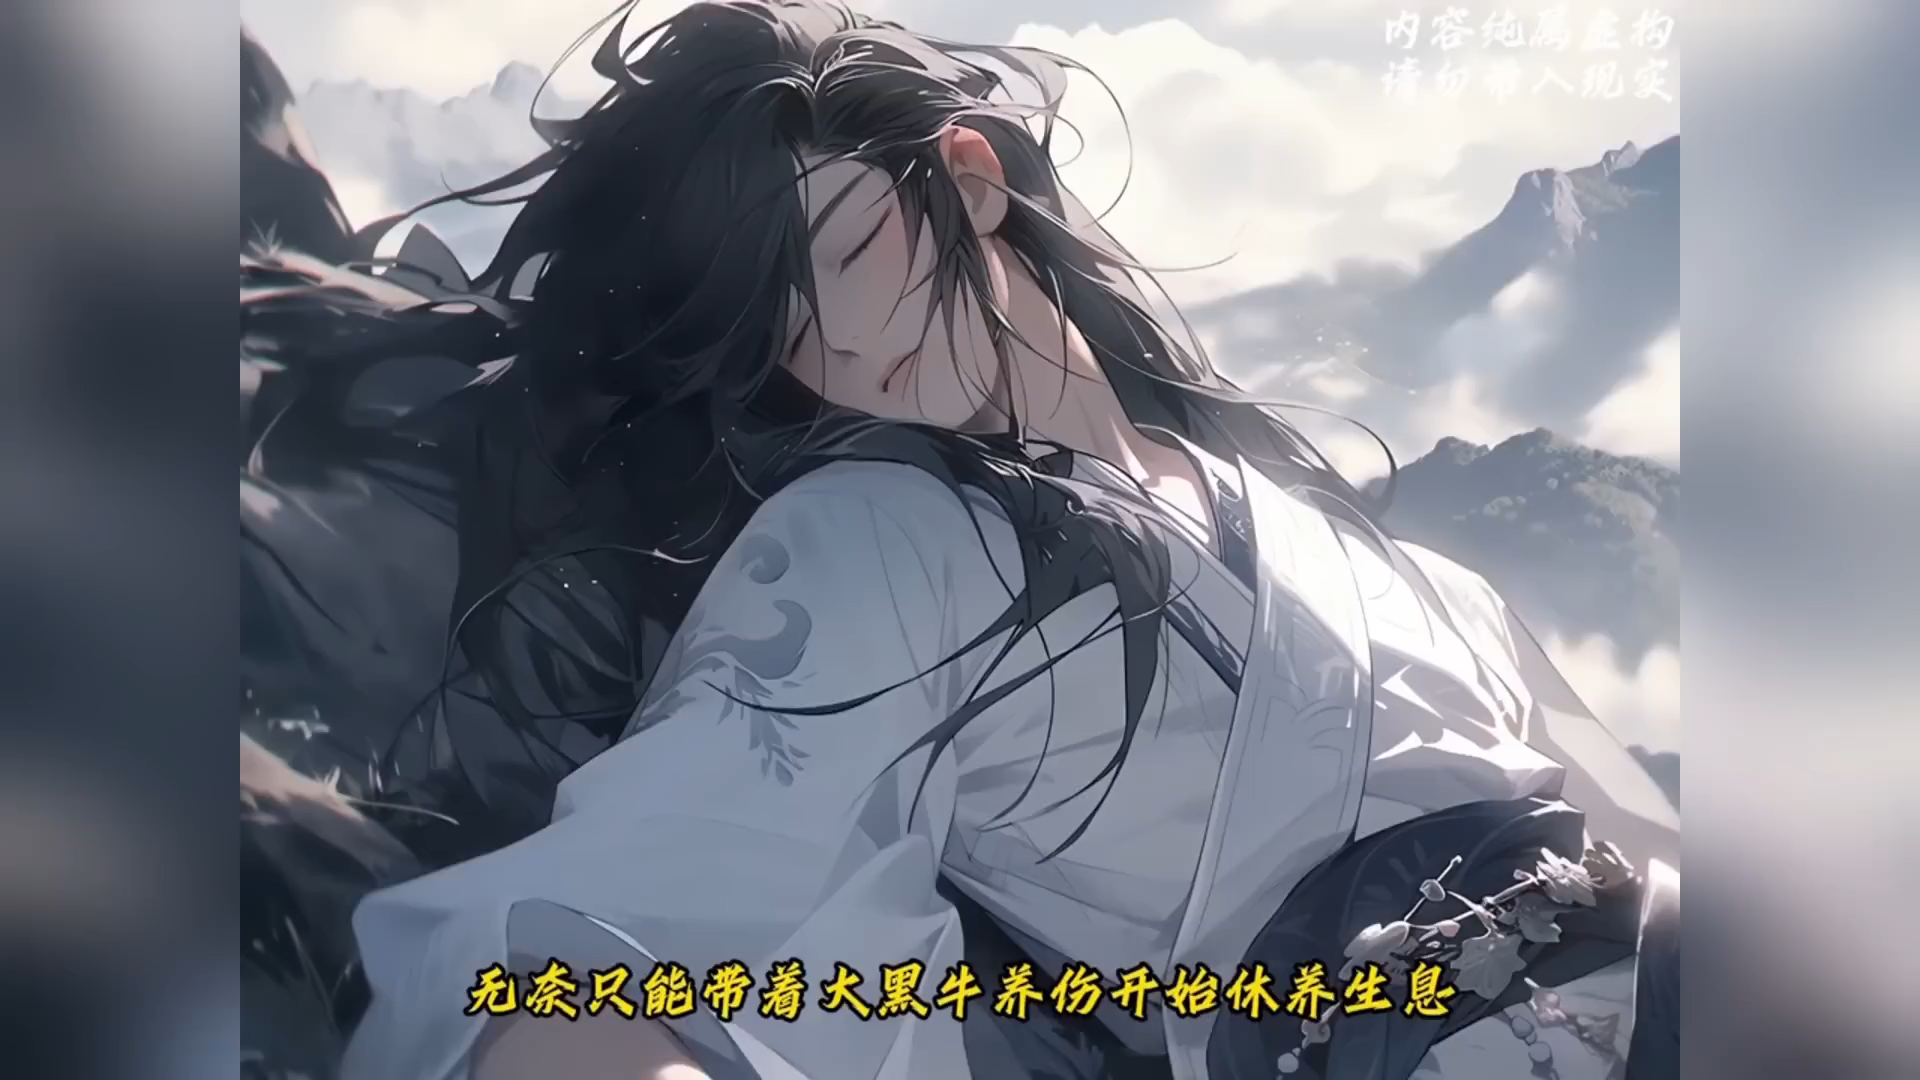 内容纯属虚构
请勿带入现实
无奈只能带着大黑牛养伤开始休养生息